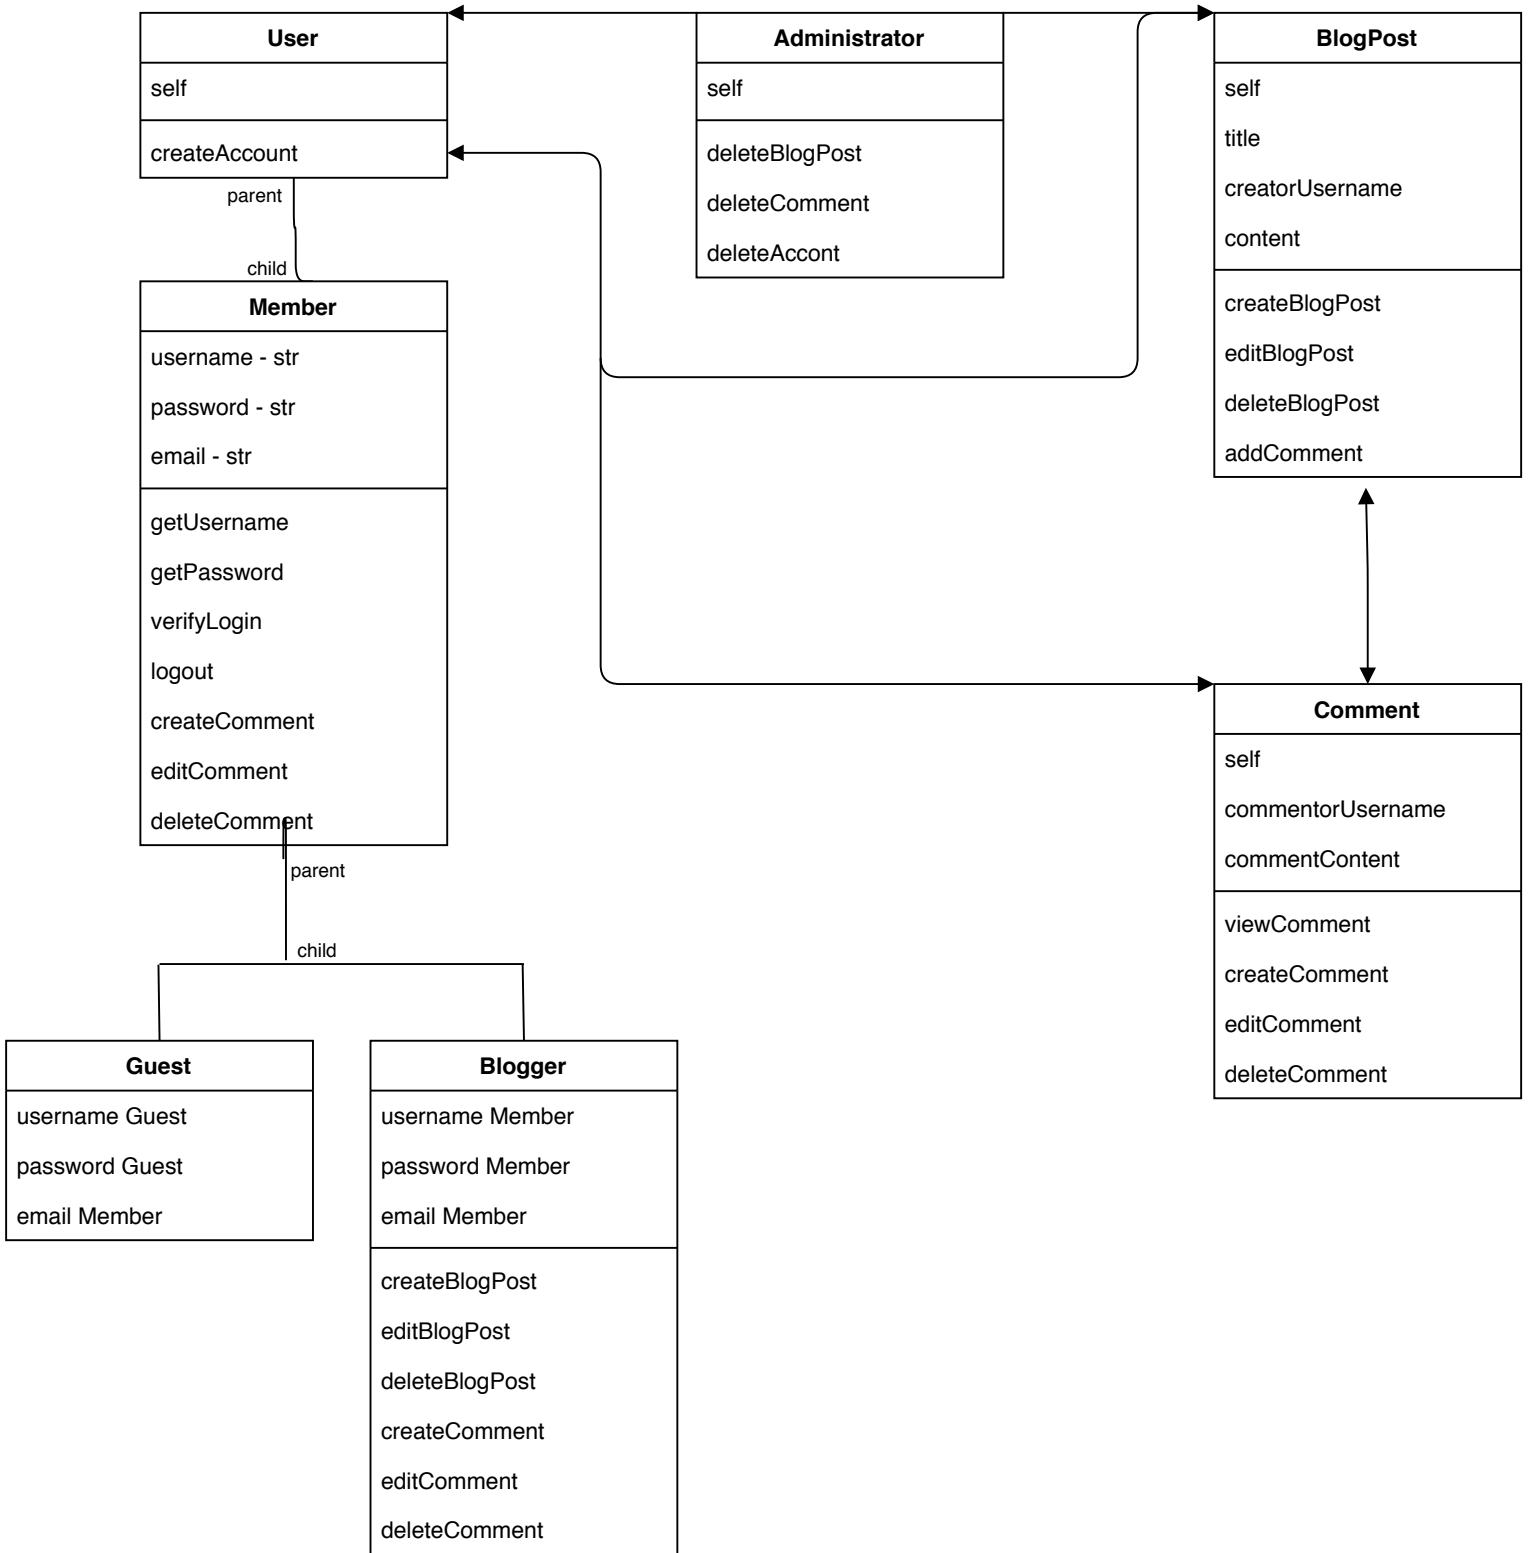 User
self
createAccount
parent
child
Member
username - str
password - str
email - str
getUsername
getPassword
verifyLogin
logout
createComment
editComment
deleteComment
parent
child
Guest
username Guest
password Guest
email Member
Blogger
username Member
password Member
email Member
createBlogPost
editBlogPost
deleteBlogPost
createComment
editComment
deleteComment
Administrator
self
deleteBlogPost
deleteComment
deleteAccont
BlogPost
self
title
creatorUsername
content
createBlogPost
editBlogPost
deleteBlogPost
addComment
Comment
self
commentorUsername
commentContent
viewComment
createComment
editComment
deleteComment